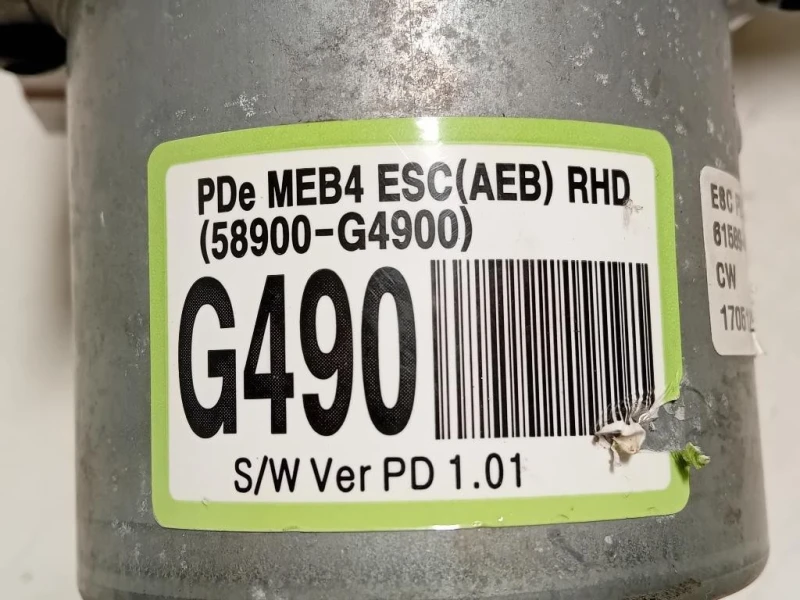 PDe MEB4 ESC(AEB) RHD
(58900-G4900)
G490
S/W Ver PD 1.01
ESC
CW